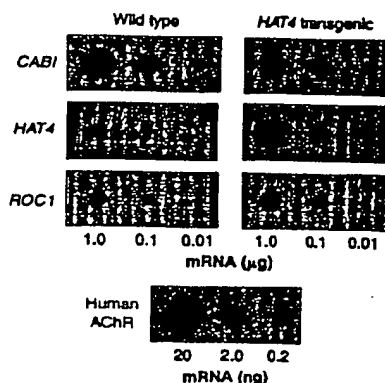 Wild type HAT4 transgenic
CABI
HAT4
ROC1
1.0 0.1 0.01 1.0 0.1 0.01
mRNA (µg)
Human
AChR
20 2.0 0.2
mRNA (ng)